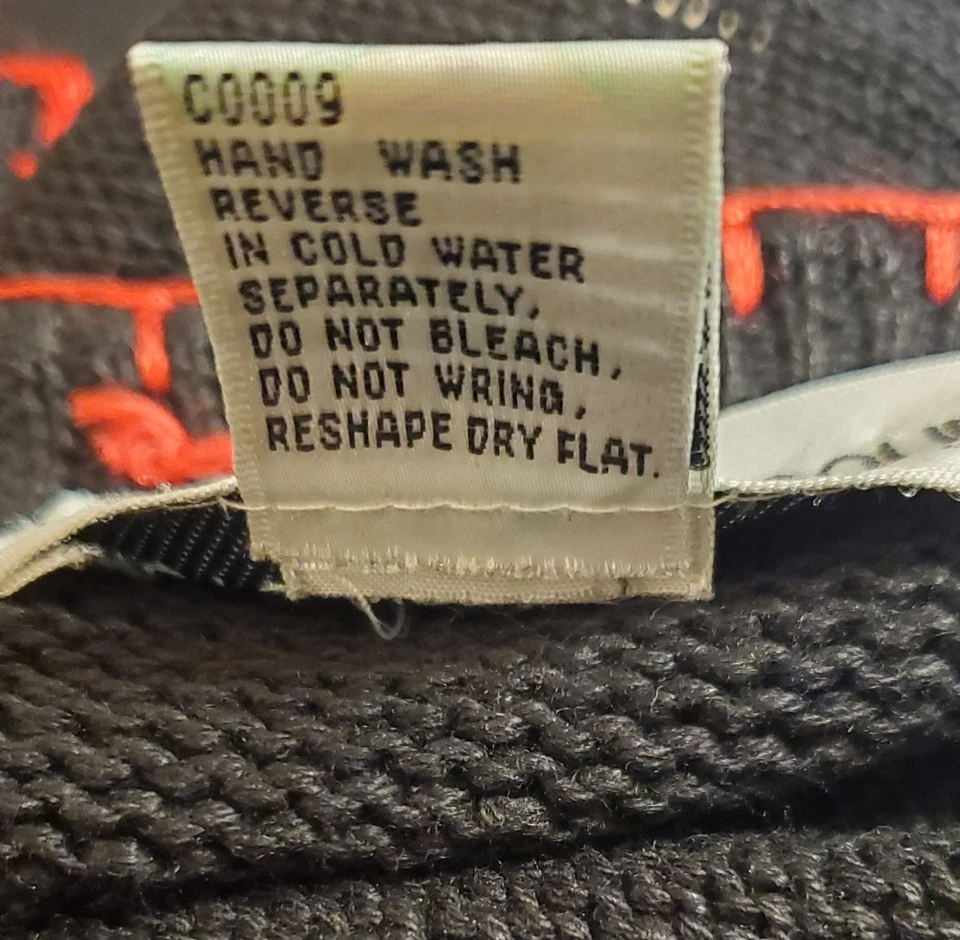 C0009
HAND WASH
REVERSE
IN COLD WATER
SEPARATELY,
DO NOT BLEACH,
DO NOT WRING,
RESHAPE DRY FLAT.